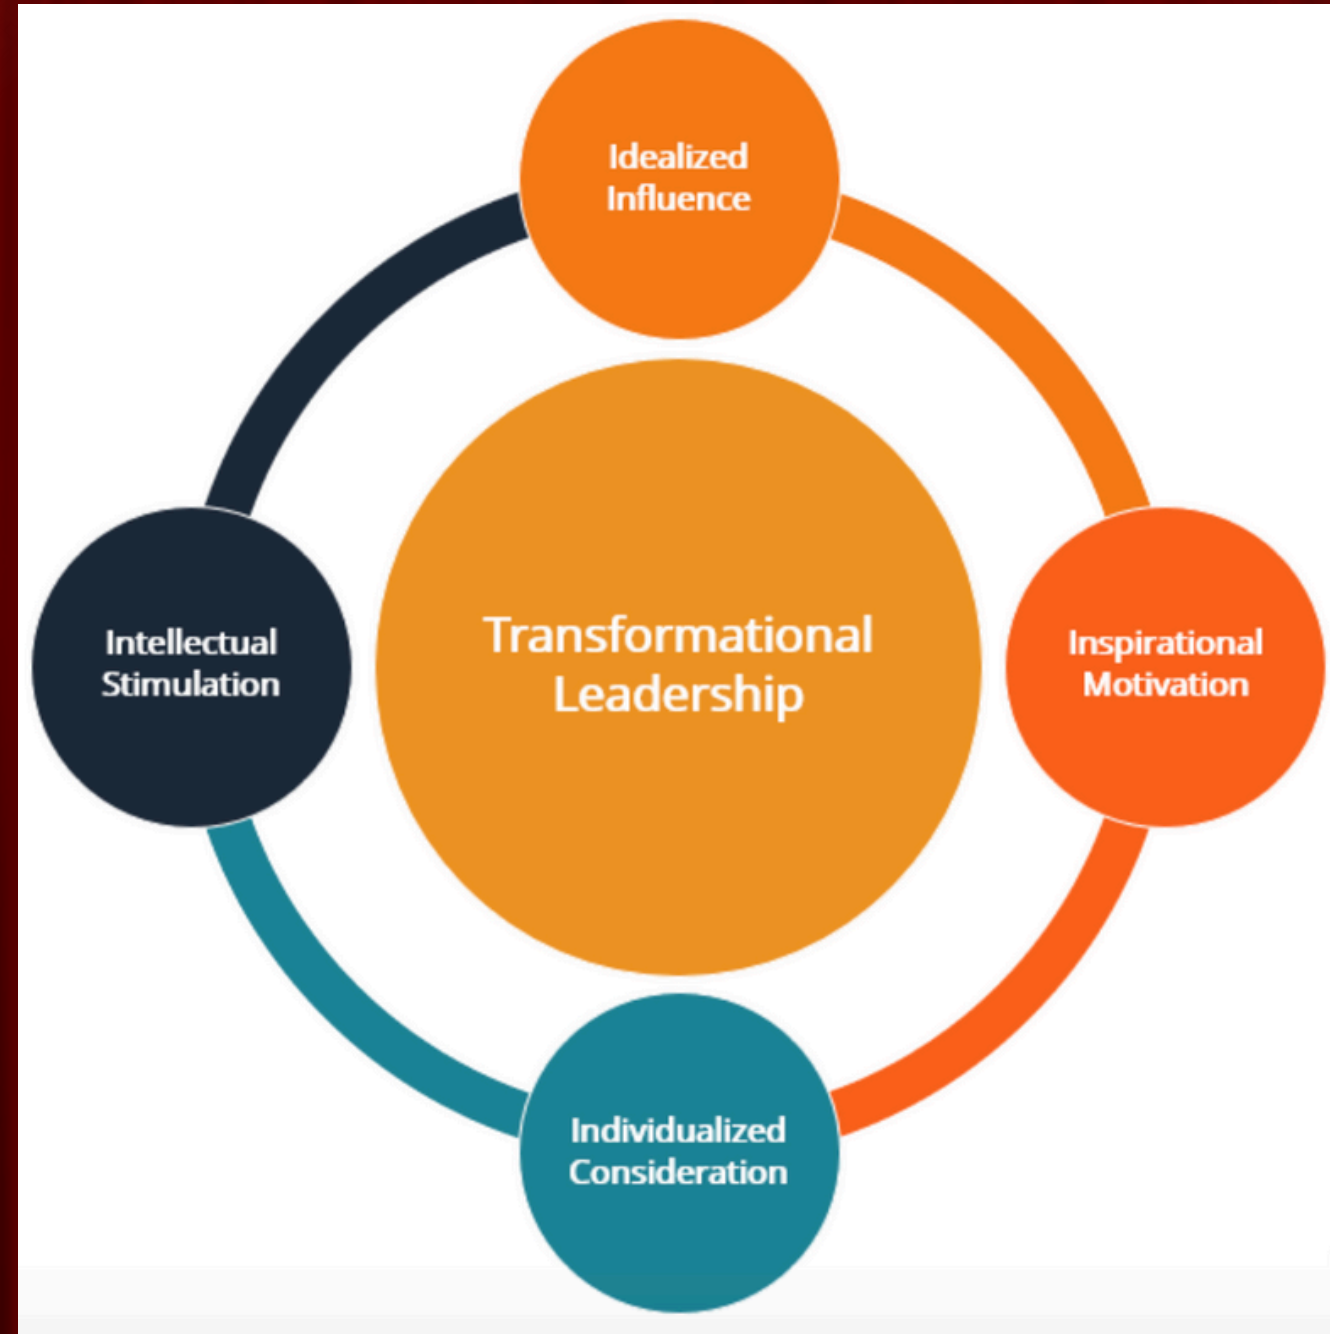 Idealized
Influence
Intellectual
Stimulation
Transformational
Leadership
Inspirational
Motivation
Individualized
Consideration